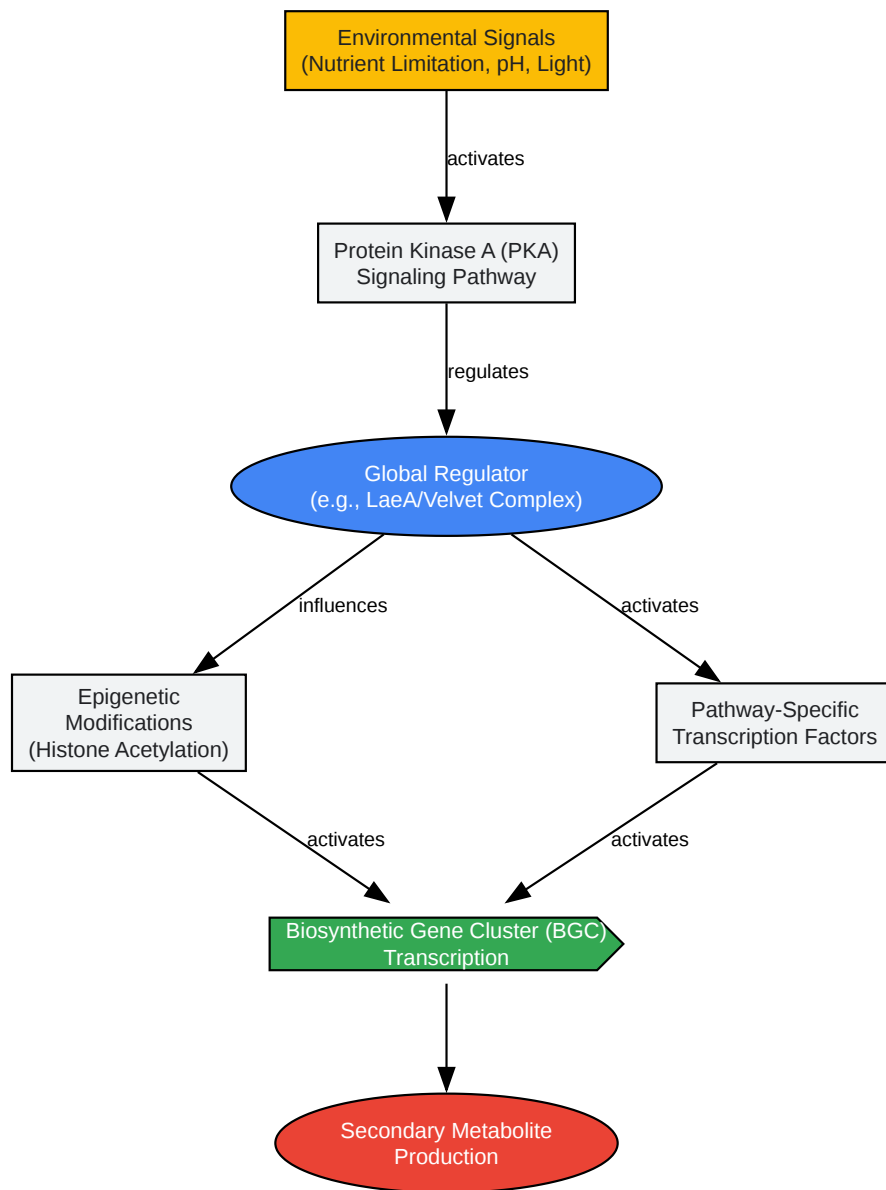 Environmental Signals
(Nutrient Limitation, pH, Light)
activates
Protein Kinase A (PKA)
Signaling Pathway
regulates
Global Regulator
(e.g., LaeA/Velvet Complex)
influences
activates
Epigenetic
Modifications
(Histone Acetylation)
Pathway-Specific
Transcription Factors
activates
activates
Biosynthetic Gene Cluster (BGC)
Transcription
Secondary Metabolite
Production